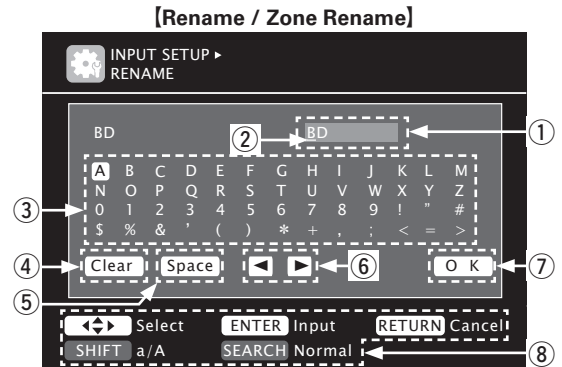 【Rename / Zone Rename】
INPUT SETUP ▸
RENAME
BD BD
② ①
A B C D E F G H I J K L M
N O P Q R S T U V W X Y Z
③ 0 1 2 3 4 5 6 7 8 9 ! " #
$ % & ' ( ) * + , ; < = >
④ Clear Space ◀ ▶ ⑥ O K ⑦
⑤
◀▲▼▶ Select ENTER Input RETURN Cancel
SHIFT a/A SEARCH Normal ⑧